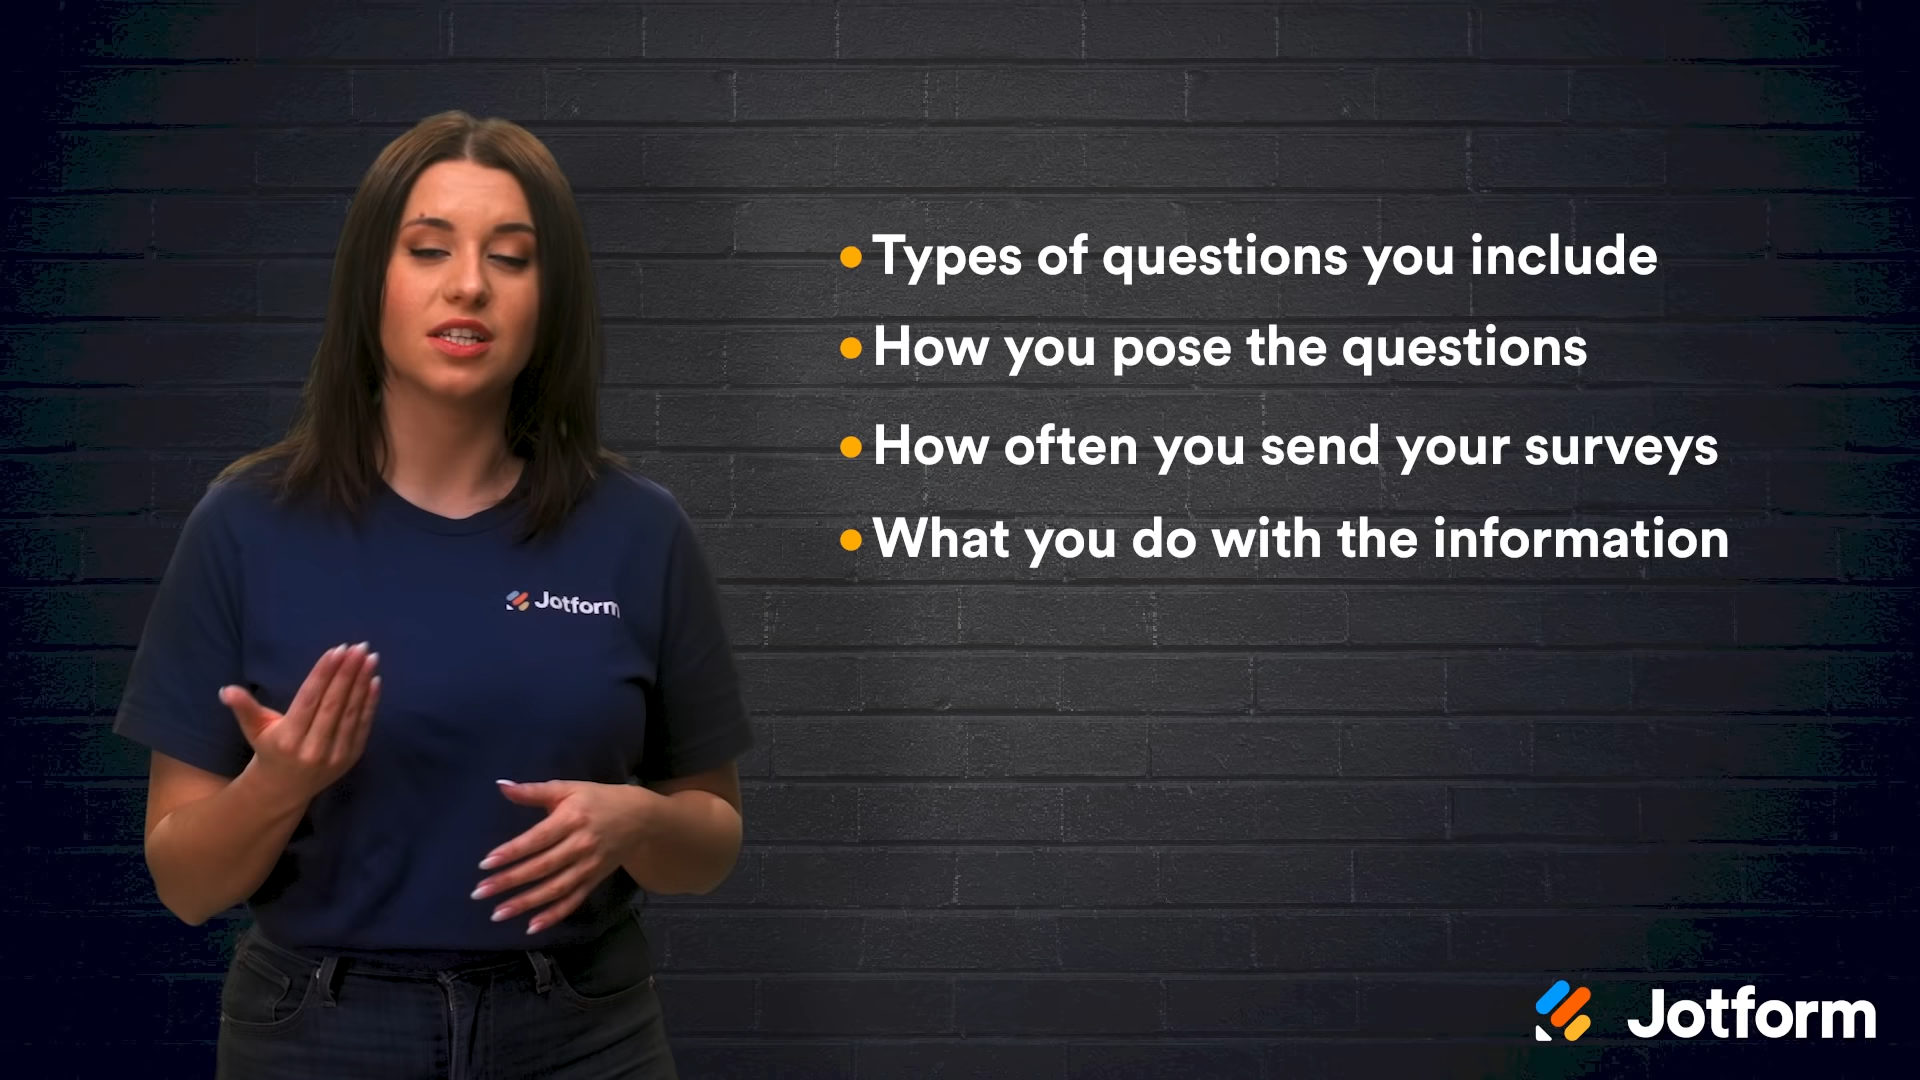 • Types of questions you include
• How you pose the questions
• How often you send your surveys
• What you do with the information
Jotform
Jotform